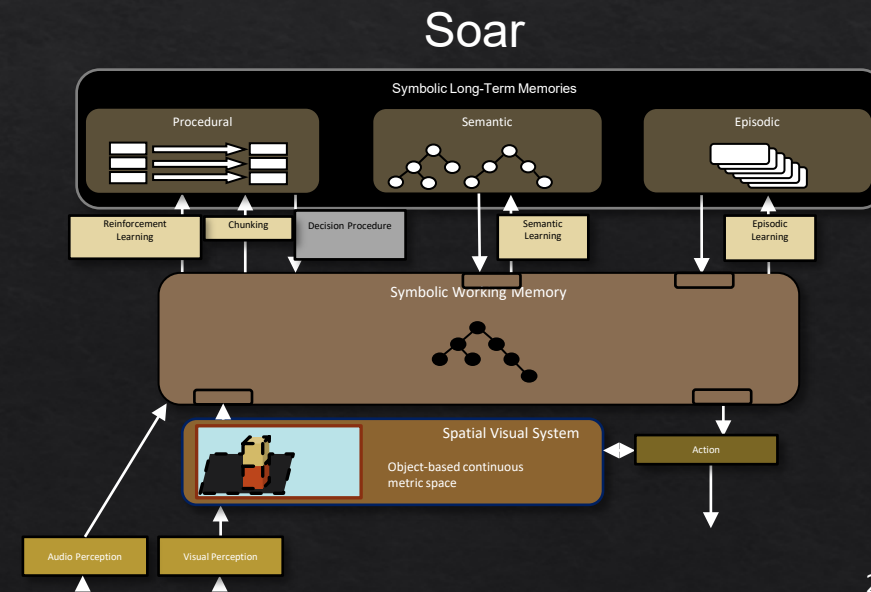 Soar
Symbolic Long-Term Memories
Procedural
Semantic
Episodic
Reinforcement
Learning
Chunking
Decision Procedure
Semantic
Learning
Episodic
Learning
Symbolic Working Memory
Spatial Visual System
Object-based continuous
metric space
Action
Audio Perception
Visual Perception